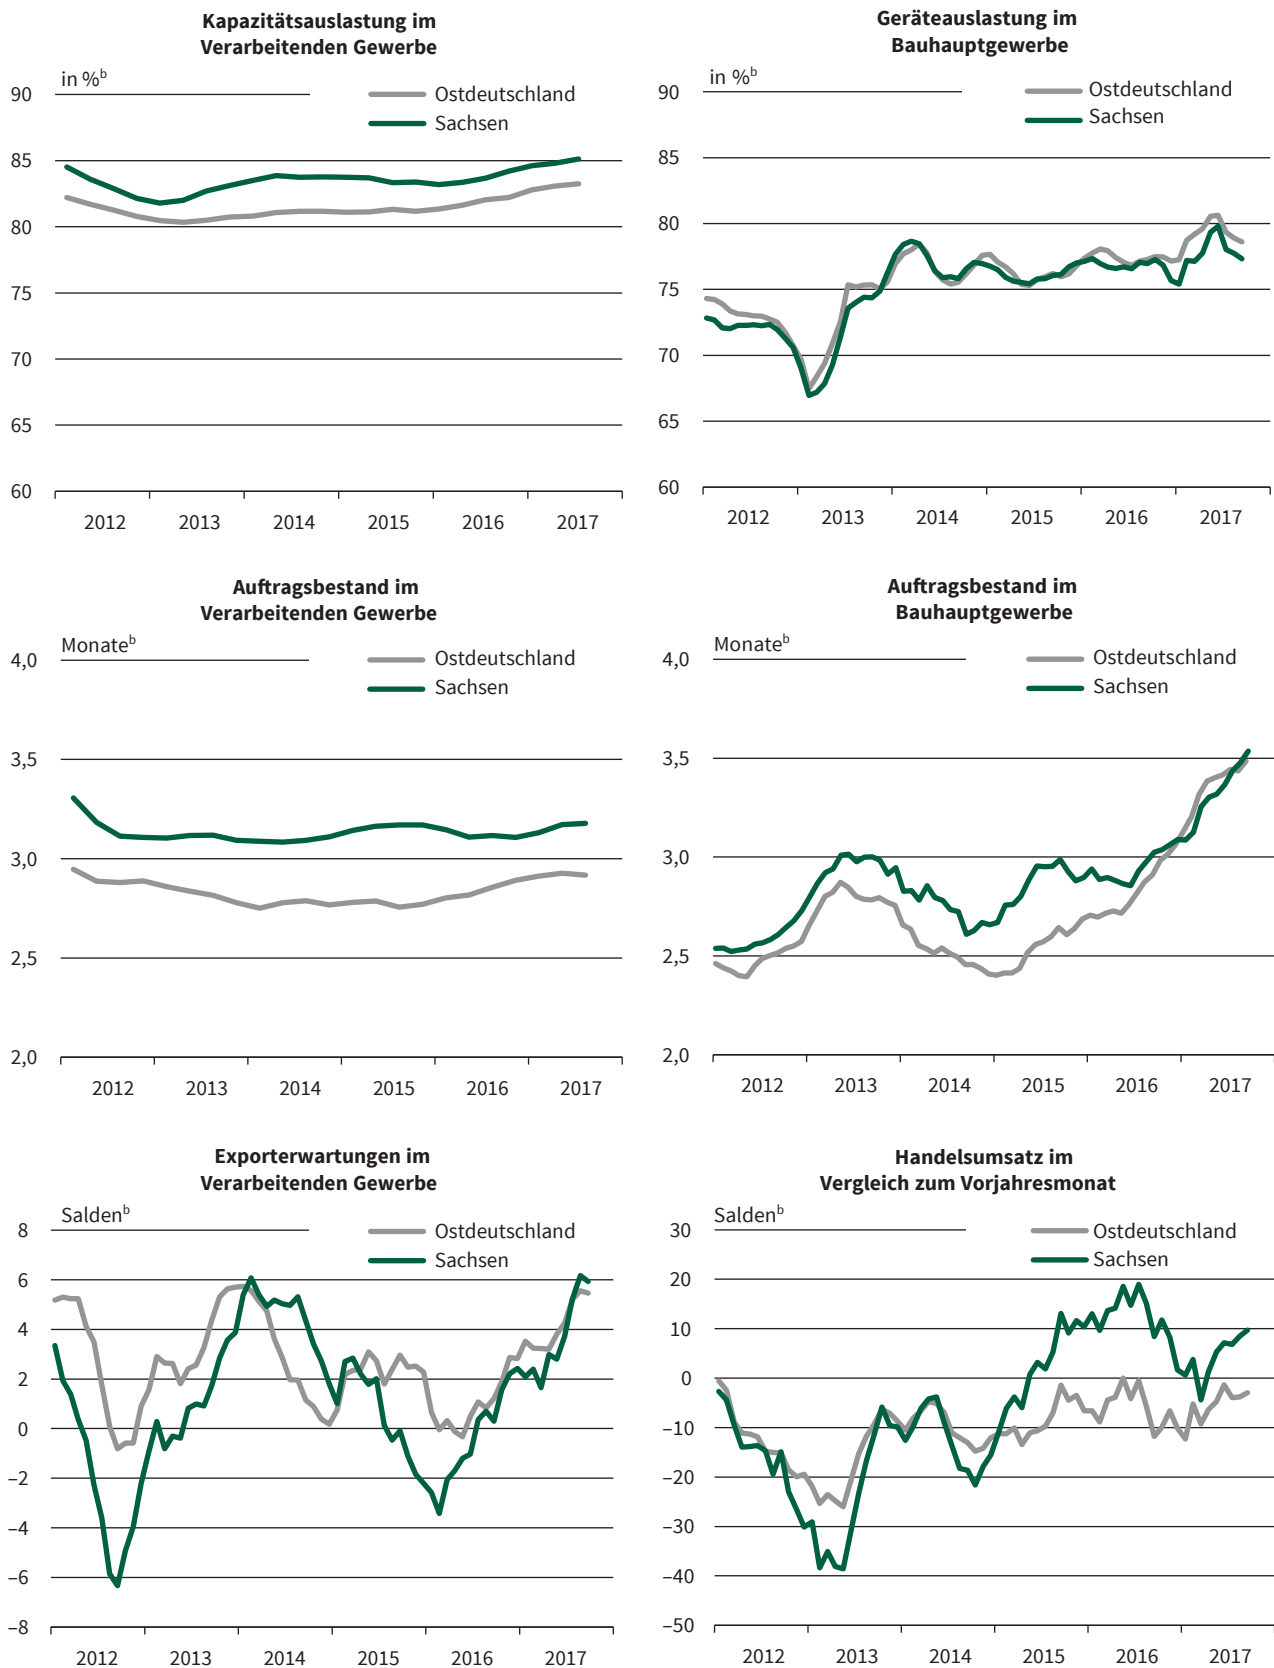 Kapazitätsauslastung im
Verarbeitenden Gewerbe
in %b
Ostdeutschland
Sachsen
90
85
80
75
70
65
60
2012 2013 2014 2015 2016 2017
Geräteauslastung im
Bauhauptgewerbe
in %b
Ostdeutschland
Sachsen
90
85
80
75
70
65
60
2012 2013 2014 2015 2016 2017
Auftragsbestand im
Verarbeitenden Gewerbe
Monateb
Ostdeutschland
Sachsen
4,0
3,5
3,0
2,5
2,0
2012 2013 2014 2015 2016 2017
Auftragsbestand im
Bauhauptgewerbe
Monateb
Ostdeutschland
Sachsen
4,0
3,5
3,0
2,5
2,0
2012 2013 2014 2015 2016 2017
Exporterwartungen im
Verarbeitenden Gewerbe
Saldenb
Ostdeutschland
Sachsen
8
6
4
2
0
–2
–4
–6
–8
2012 2013 2014 2015 2016 2017
Handelsumsatz im
Vergleich zum Vorjahresmonat
Saldenb
Ostdeutschland
Sachsen
30
20
10
0
–10
–20
–30
–40
–50
2012 2013 2014 2015 2016 2017